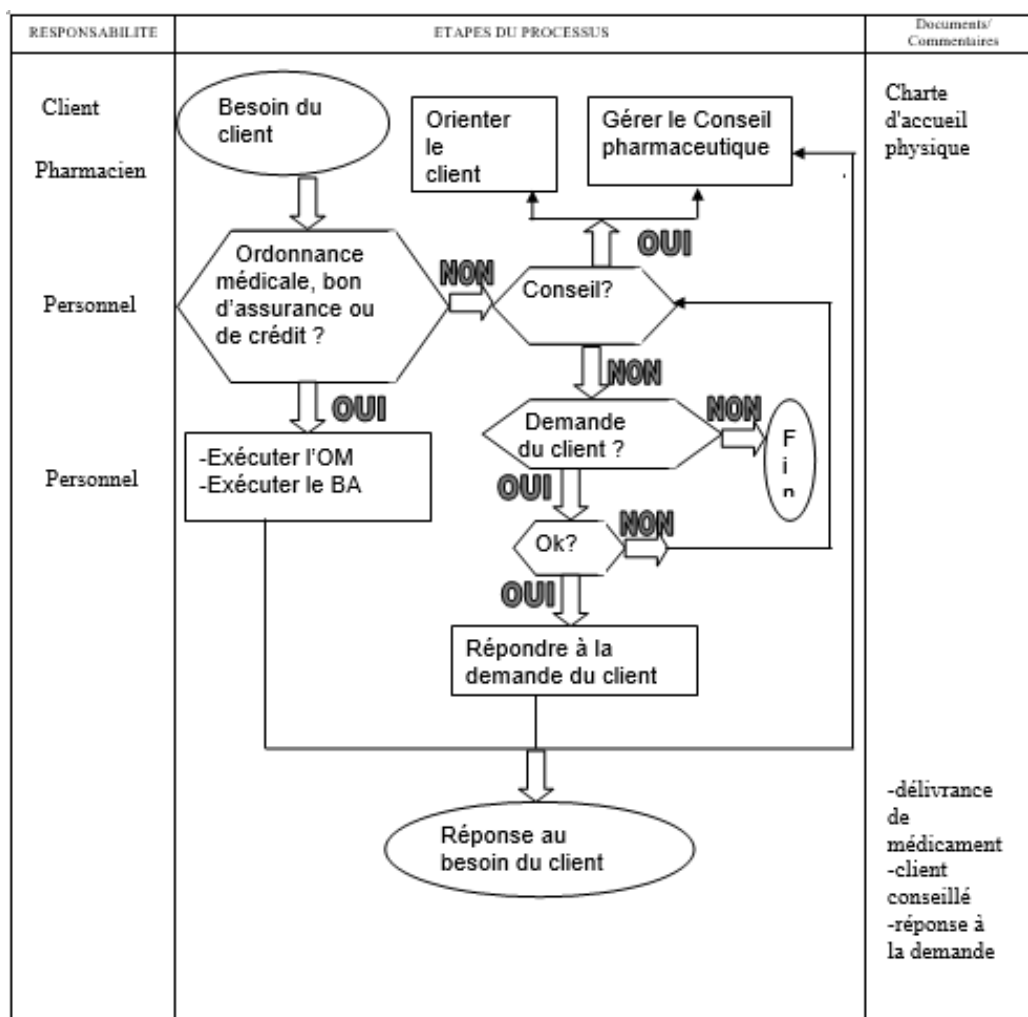 RESPONSABILITE
ETAPES DU PROCESSUS
Documents/
Commentaires
Client
Pharmacien
Personnel
Personnel
Besoin du
client
Orienter
le
client
Gérer le Conseil
pharmaceutique
Charte
d'accueil
physique
OUI
Ordonnance
médicale, bon
d'assurance ou
de crédit ?
NON
Conseil?
NON
OUI
Demande
du client ?
NON
F
i
n
-Exécuter l'OM
-Exécuter le BA
OUI
Ok?
NON
OUI
Répondre à la
demande du client
Réponse au
besoin du client
-délivrance
de
médicament
-client
conseillé
-réponse à
la demande